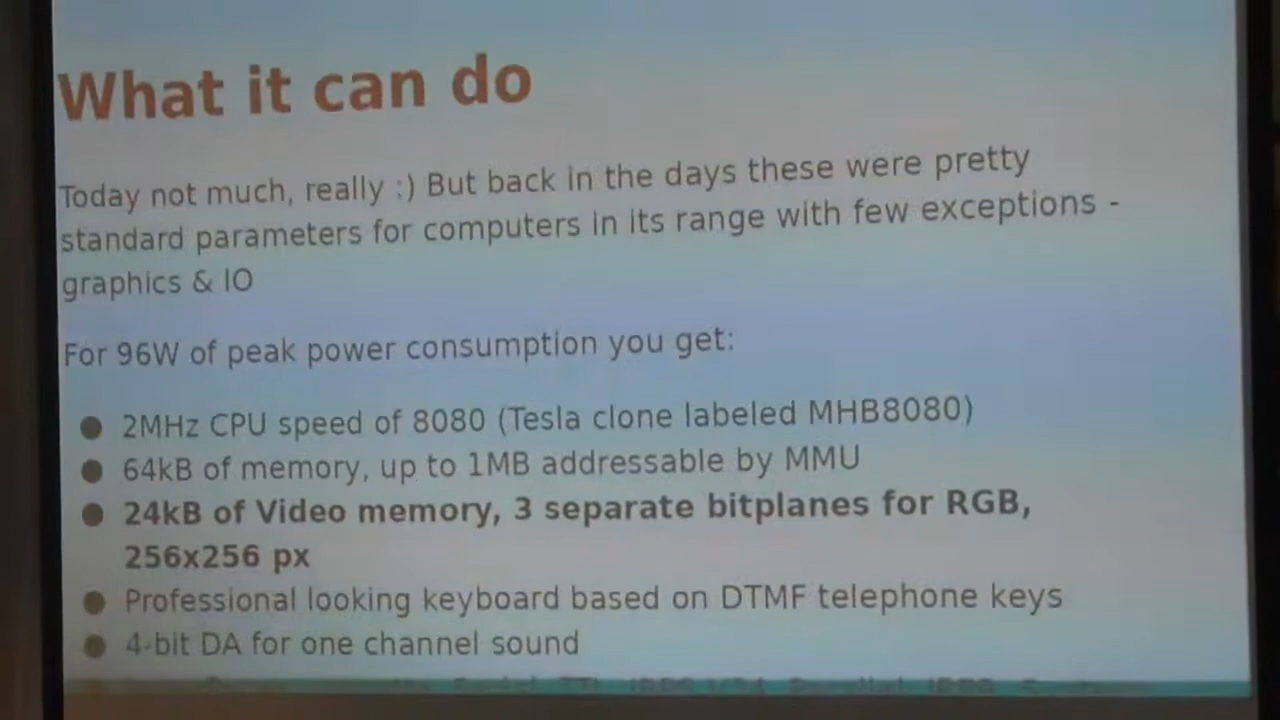 What it can do
Today not much, really :) But back in the days these were pretty
standard parameters for computers in its range with few exceptions -
graphics & IO
For 96W of peak power consumption you get:
● 2MHz CPU speed of 8080 (Tesla clone labeled MHB8080)
● 64kB of memory, up to 1MB addressable by MMU
● 24kB of Video memory, 3 separate bitplanes for RGB,
256x256 px
● Professional looking keyboard based on DTMF telephone keys
● 4-bit DA for one channel sound